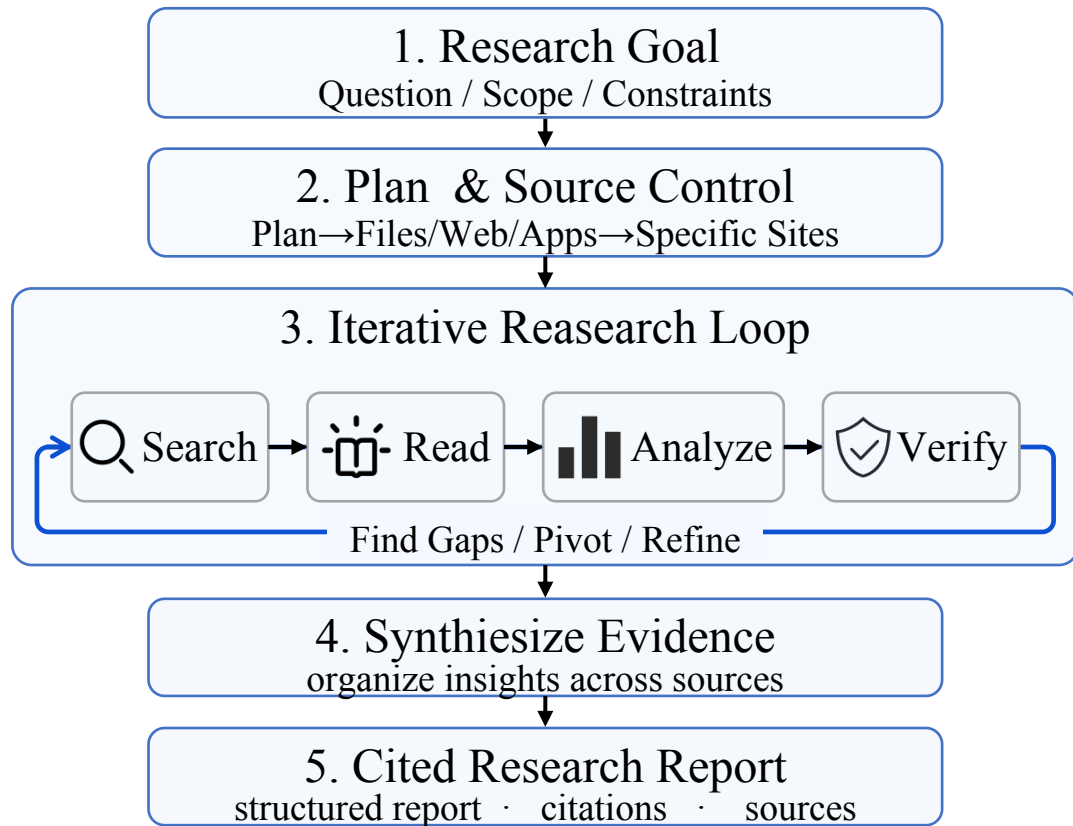 1. Research Goal
Question / Scope / Constraints
2. Plan & Source Control
Plan→Files/Web/Apps→Specific Sites
3. Iterative Reasearch Loop
Search
Read
Analyze
Verify
Find Gaps / Pivot / Refine
4. Synthiesize Evidence
organize insights across sources
5. Cited Research Report
structured report · citations · sources